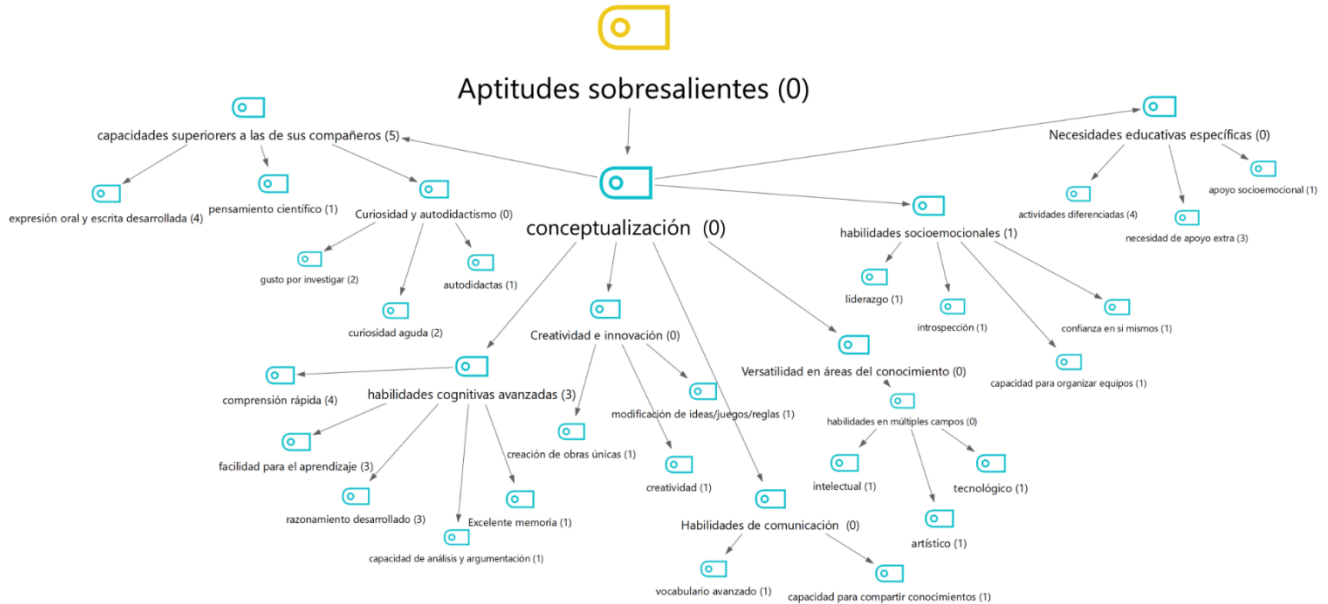 Aptitudes sobresalientes (0)
capacidades superiorers a las de sus compañeros (5)
Necesidades educativas específicas (0)
expresión oral y escrita desarrollada (4)
pensamiento científico (1)
Curiosidad y autodidactismo (0)
conceptualización (0)
habilidades socioemocionales (1)
actividades diferenciadas (4)
apoyo socioemocional (1)
necesidad de apoyo extra (3)
gusto por investigar (2)
autodidactas (1)
curiosidad aguda (2)
liderazgo (1)
introspección (1)
confianza en si mismos (1)
capacidad para organizar equipos (1)
Creatividad e innovación (0)
Versatilidad en áreas del conocimiento (0)
habilidades cognitivas avanzadas (3)
comprensión rápida (4)
modificación de ideas/juegos/reglas (1)
habilidades en múltiples campos (0)
facilidad para el aprendizaje (3)
creación de obras únicas (1)
creatividad (1)
intelectual (1)
tecnológico (1)
razonamiento desarrollado (3)
Excelente memoria (1)
capacidad de análisis y argumentación (1)
Habilidades de comunicación (0)
artístico (1)
vocabulario avanzado (1)
capacidad para compartir conocimientos (1)